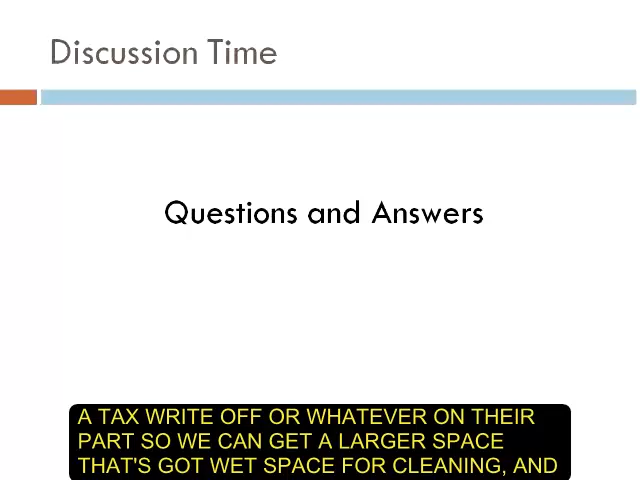 Discussion Time
Questions and Answers
A TAX WRITE OFF OR WHATEVER ON THEIR
PART SO WE CAN GET A LARGER SPACE
THAT'S GOT WET SPACE FOR CLEANING, AND